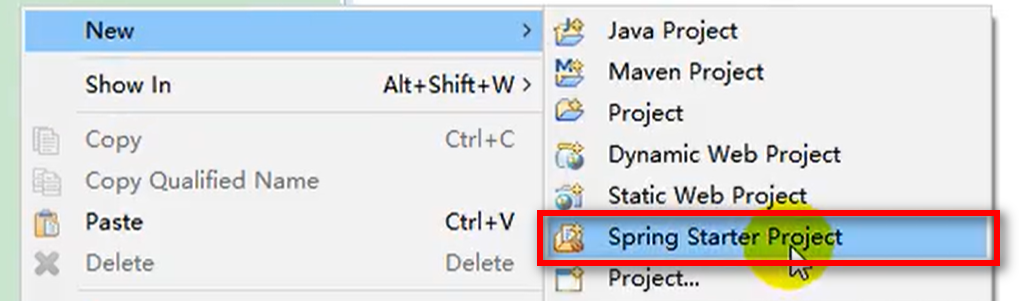 New >
Show In Alt+Shift+W >
Copy Ctrl+C
Copy Qualified Name
Paste Ctrl+V
Delete Delete
Java Project
Maven Project
Project
Dynamic Web Project
Static Web Project
Spring Starter Project
Project...